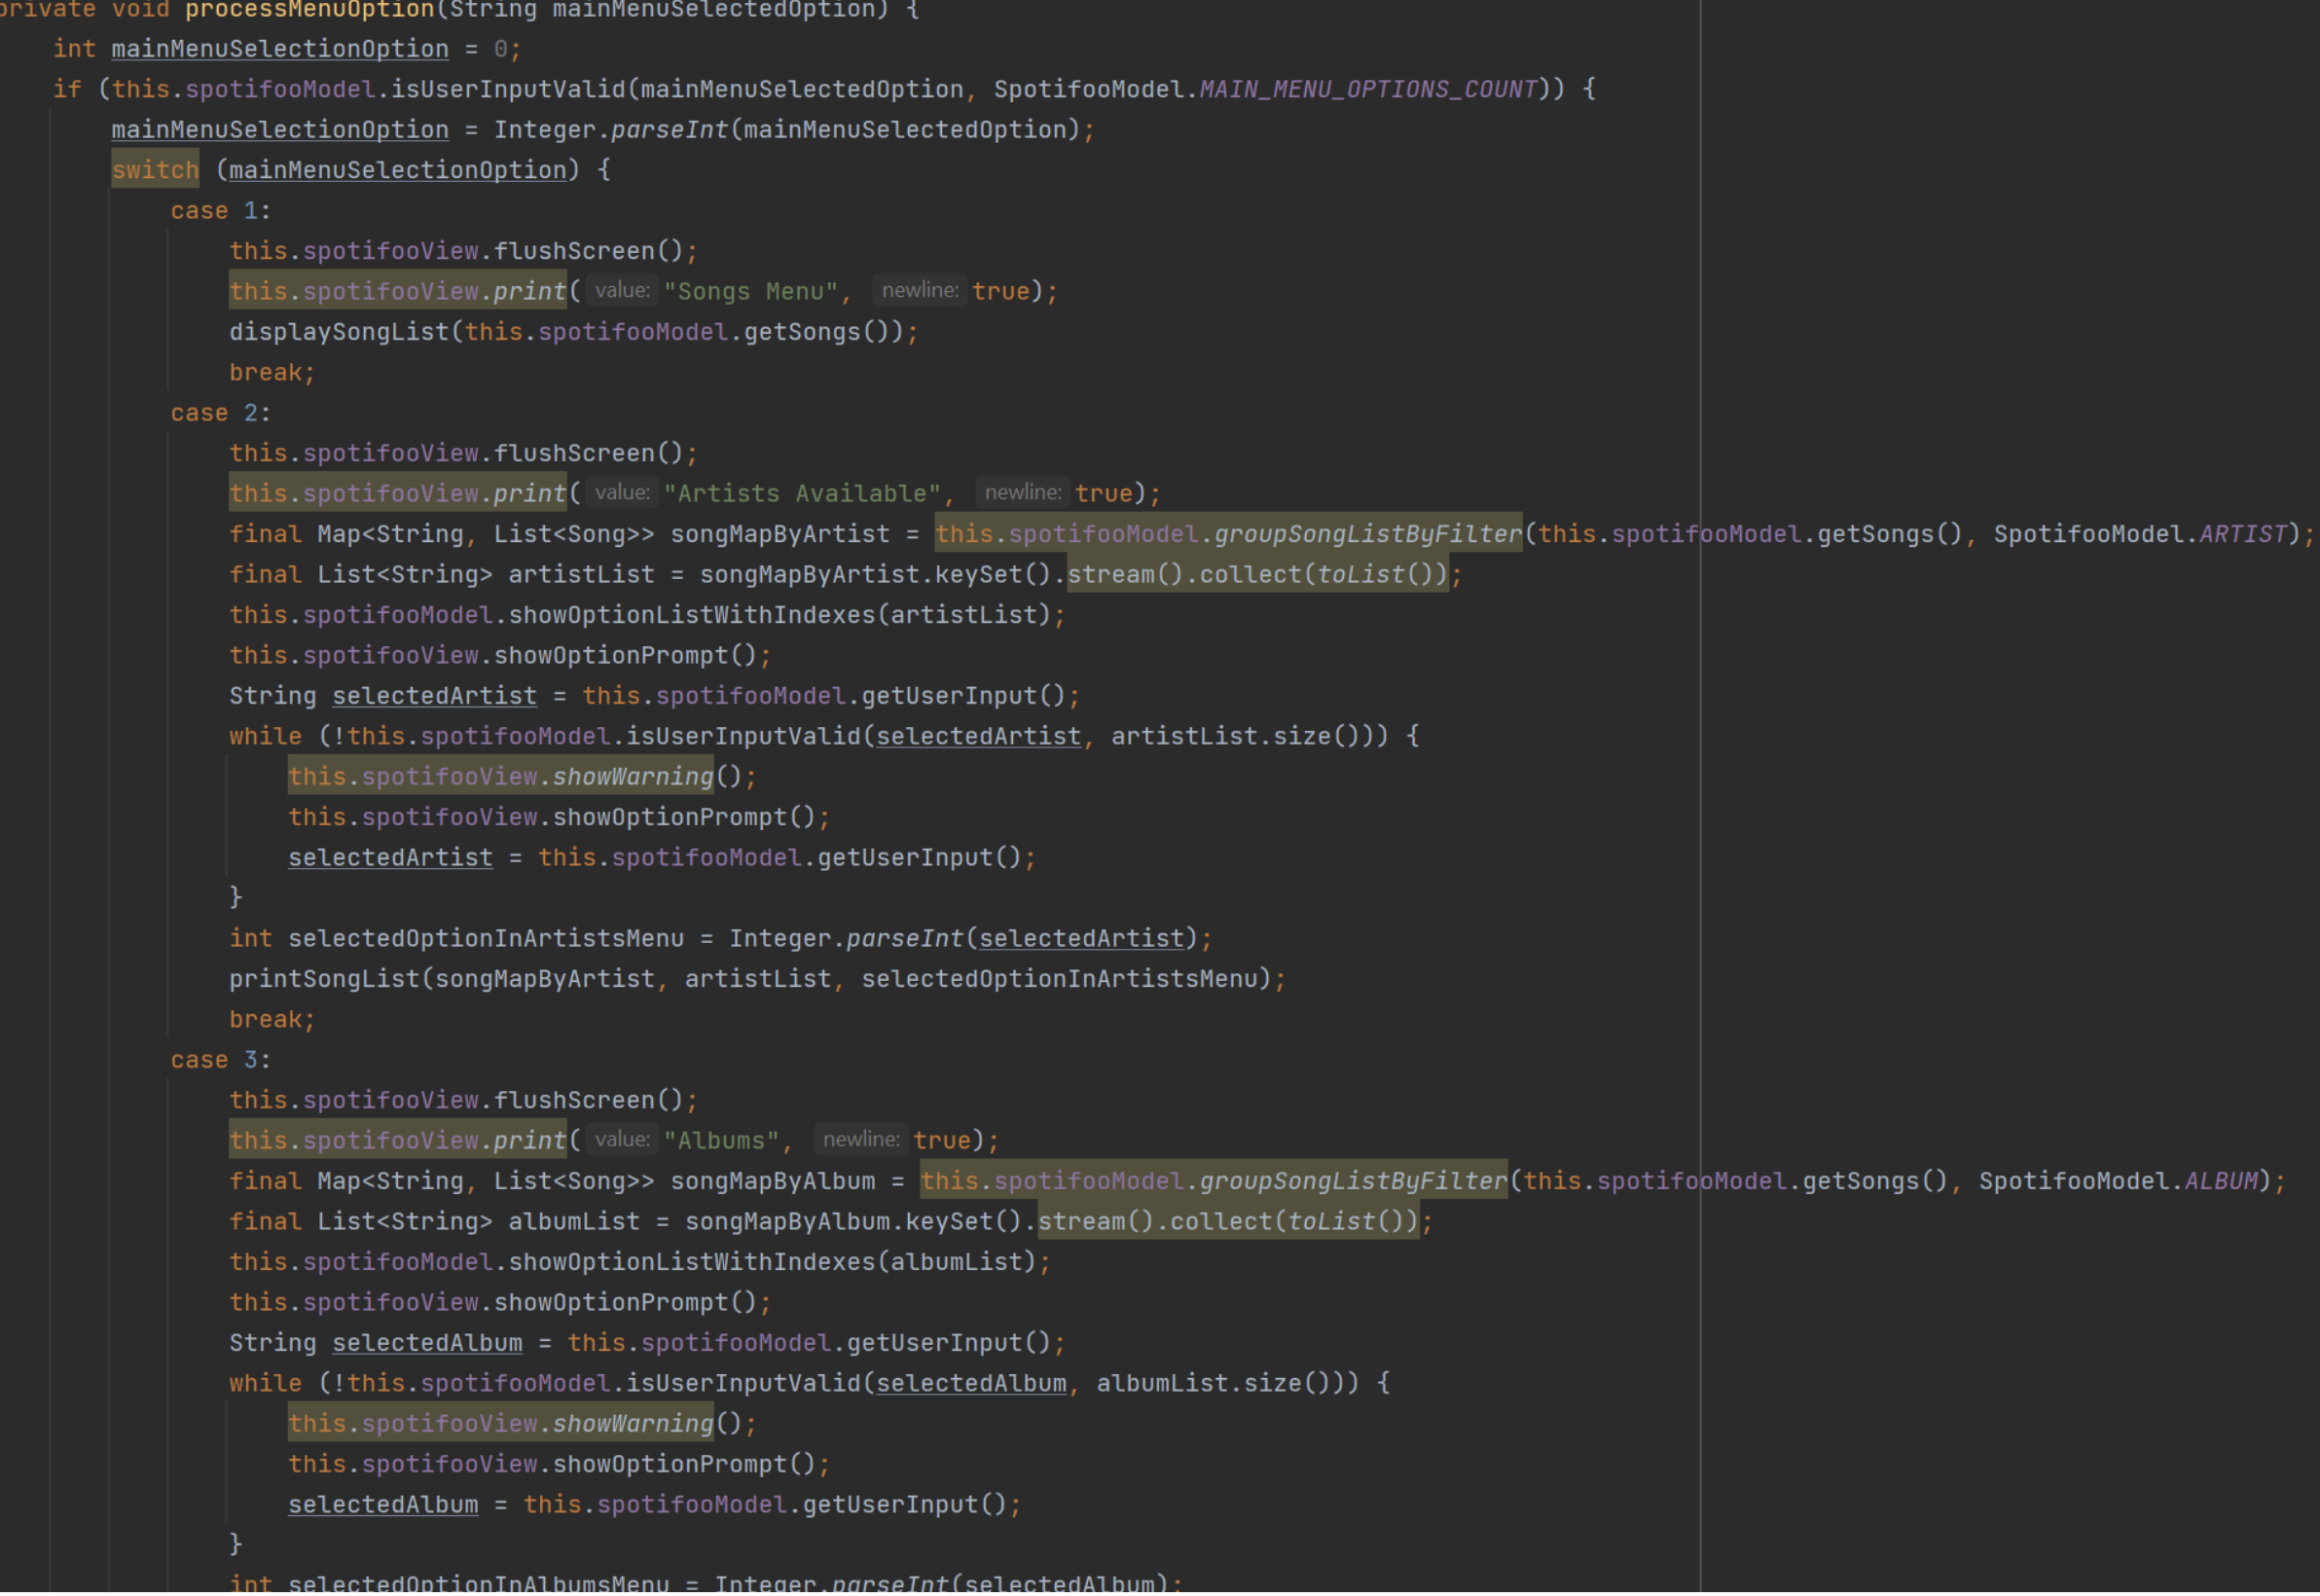 private void processMenuOption(String mainMenuSelectedOption) {
int mainMenuSelectionOption = 0;
if (this.spotifooModel.isUserInputValid(mainMenuSelectedOption, SpotifooModel.MAIN_MENU_OPTIONS_COUNT)) {
mainMenuSelectionOption = Integer.parseInt(mainMenuSelectedOption);
switch (mainMenuSelectionOption) {
case 1:
this.spotifooView.flushScreen();
this.spotifooView.print( value: "Songs Menu", newline: true);
displaySongList(this.spotifooModel.getSongs());
break;
case 2:
this.spotifooView.flushScreen();
this.spotifooView.print( value: "Artists Available", newline: true);
final Map<String, List<Song>> songMapByArtist = this.spotifooModel.groupSongListByFilter(this.spotifooModel.getSongs(), SpotifooModel.ARTIST);
final List<String> artistList = songMapByArtist.keySet().stream().collect(toList());
this.spotifooModel.showOptionListWithIndexes(artistList);
this.spotifooView.showOptionPrompt();
String selectedArtist = this.spotifooModel.getUserInput();
while (!this.spotifooModel.isUserInputValid(selectedArtist, artistList.size())) {
this.spotifooView.showWarning();
this.spotifooView.showOptionPrompt();
selectedArtist = this.spotifooModel.getUserInput();
}
int selectedOptionInArtistsMenu = Integer.parseInt(selectedArtist);
printSongList(songMapByArtist, artistList, selectedOptionInArtistsMenu);
break;
case 3:
this.spotifooView.flushScreen();
this.spotifooView.print( value: "Albums", newline: true);
final Map<String, List<Song>> songMapByAlbum = this.spotifooModel.groupSongListByFilter(this.spotifooModel.getSongs(), SpotifooModel.ALBUM);
final List<String> albumList = songMapByAlbum.keySet().stream().collect(toList());
this.spotifooModel.showOptionListWithIndexes(albumList);
this.spotifooView.showOptionPrompt();
String selectedAlbum = this.spotifooModel.getUserInput();
while (!this.spotifooModel.isUserInputValid(selectedAlbum, albumList.size())) {
this.spotifooView.showWarning();
this.spotifooView.showOptionPrompt();
selectedAlbum = this.spotifooModel.getUserInput();
}
int selectedOptionInAlbumsMenu = Integer.parseInt(selectedAlbum);